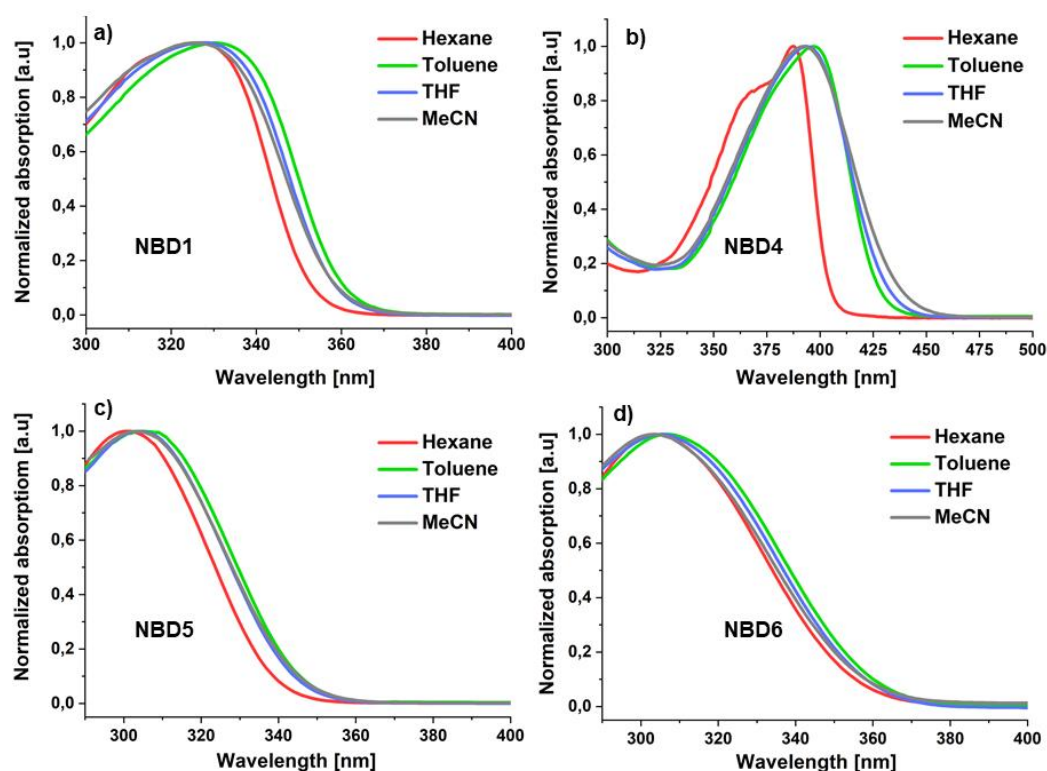 a)
Normalized absorption [a.u]
1,0
0,8
0,6
0,4
0,2
0,0
Hexane
Toluene
THF
MeCN
NBD1
300 320 340 360 380 400
Wavelength [nm]
b)
Normalized absorption [a.u]
1,0
0,8
0,6
0,4
0,2
0,0
Hexane
Toluene
THF
MeCN
NBD4
300 325 350 375 400 425 450 475 500
Wavelength [nm]
c)
Normalized absorptiom [a.u]
1,0
0,8
0,6
0,4
0,2
0,0
Hexane
Toluene
THF
MeCN
NBD5
300 320 340 360 380 400
Wavelength [nm]
d)
Normalized absorption [a.u]
1,0
0,8
0,6
0,4
0,2
0,0
Hexane
Toluene
THF
MeCN
NBD6
300 320 340 360 380 400
Wavelength [nm]